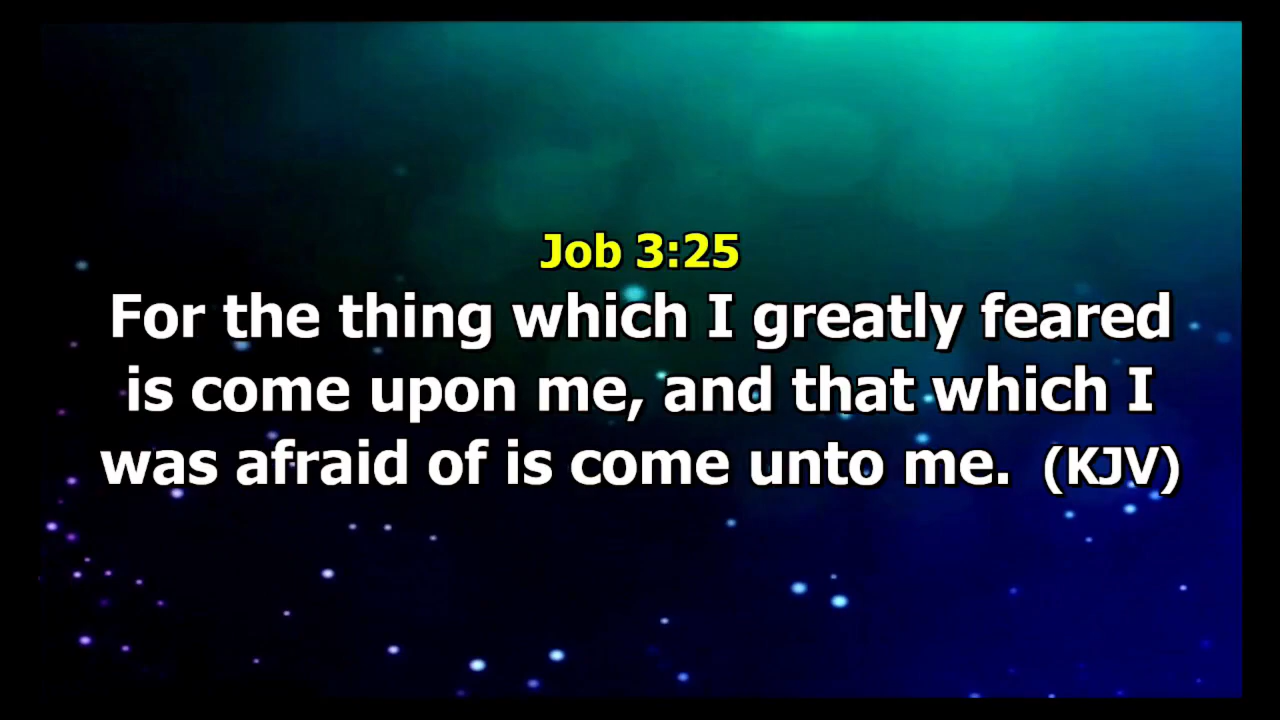 Job 3:25
For the thing which I greatly feared
is come upon me, and that which I
was afraid of is come unto me. (KJV)